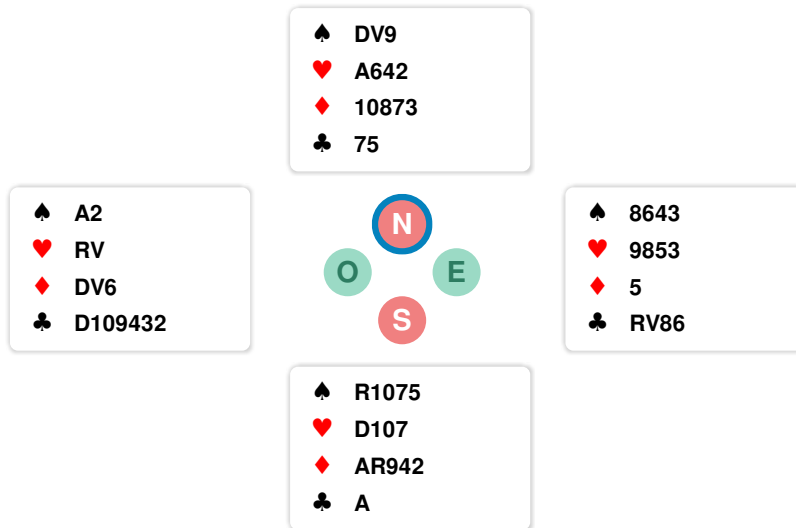 ♠ DV9
♥ A642
♦ 10873
♣ 75
♠ A2
♥ RV
♦ DV6
♣ D109432
N
O E
S
♠ 8643
♥ 9853
♦ 5
♣ RV86
♠ R1075
♥ D107
♦ AR942
♣ A